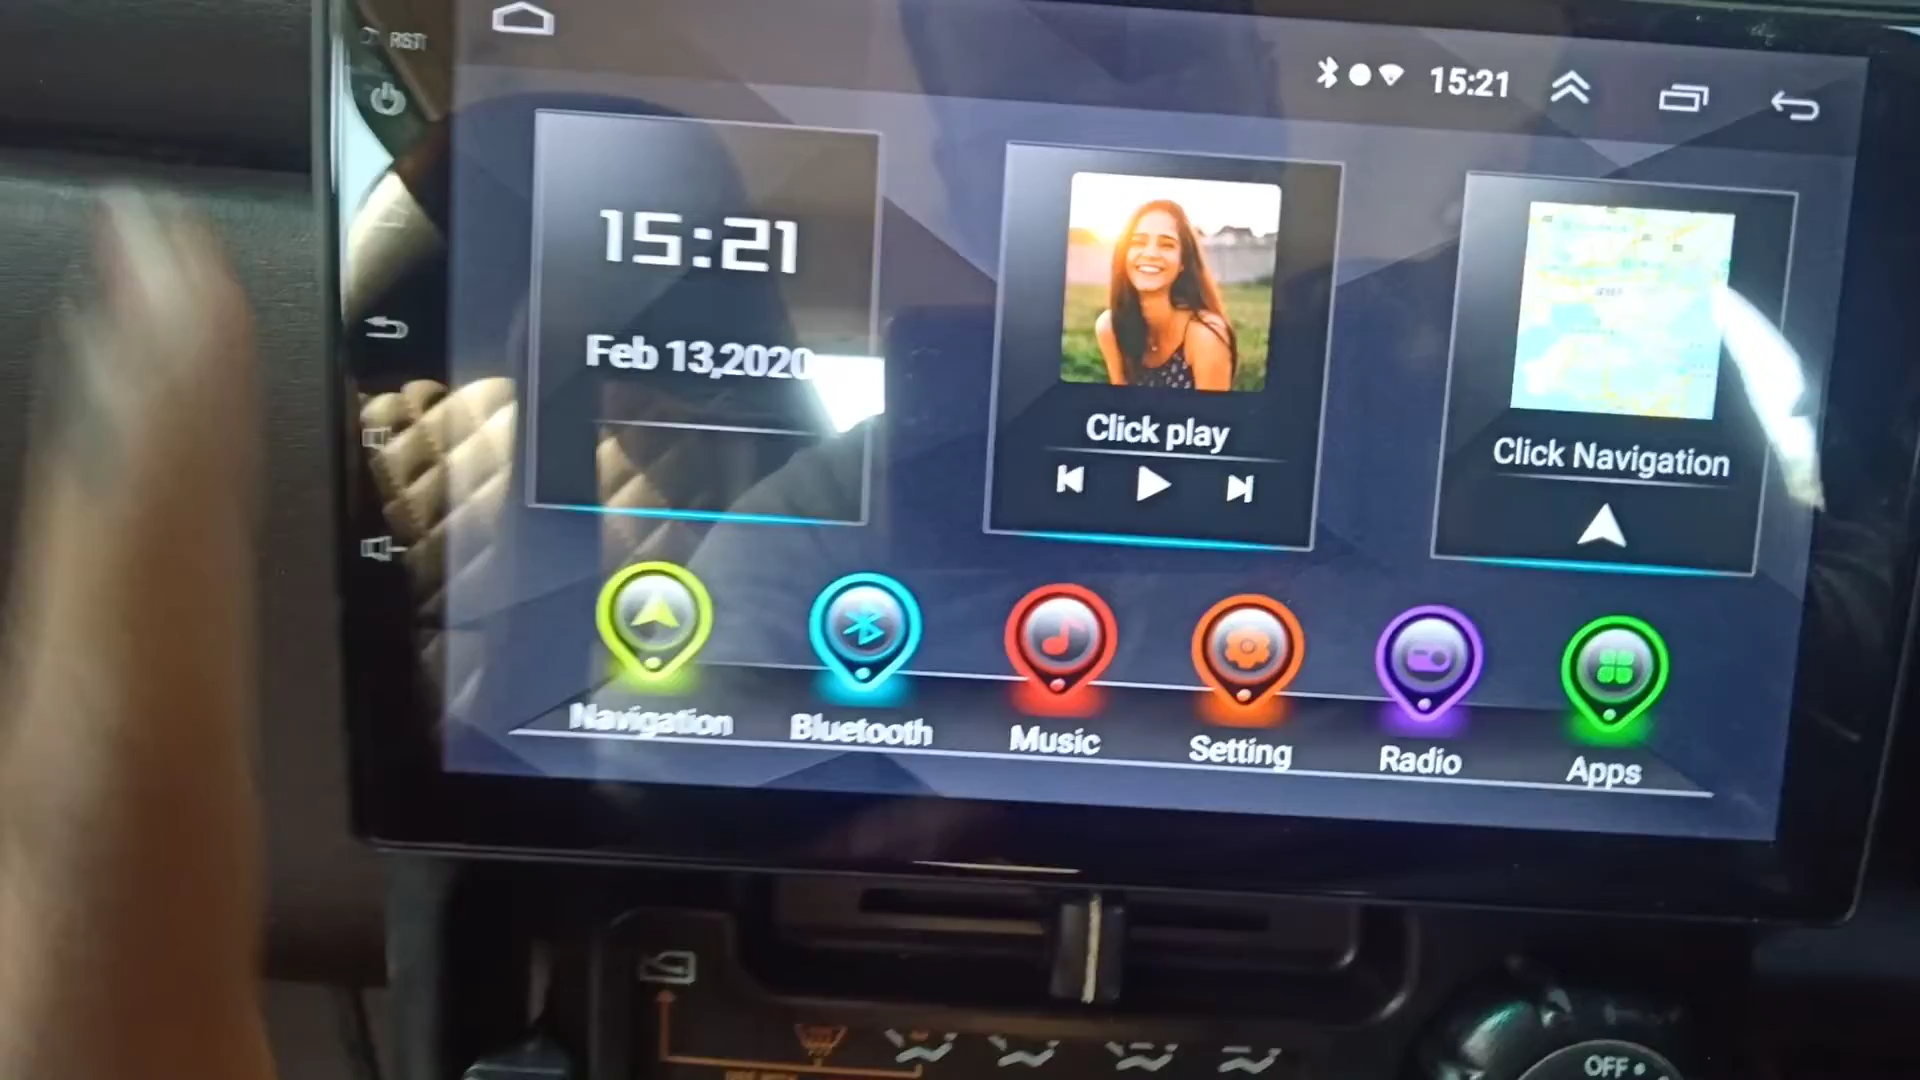 RST
15:21
15:21
Feb 13,2020
Click play
Click Navigation
Navigation
Bluetooth
Music
Setting
Radio
Apps
OFF